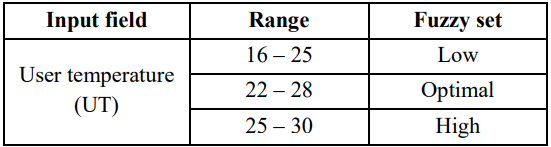 Input field Range Fuzzy set
User temperature (UT) 16 – 25 Low
22 – 28 Optimal
25 – 30 High